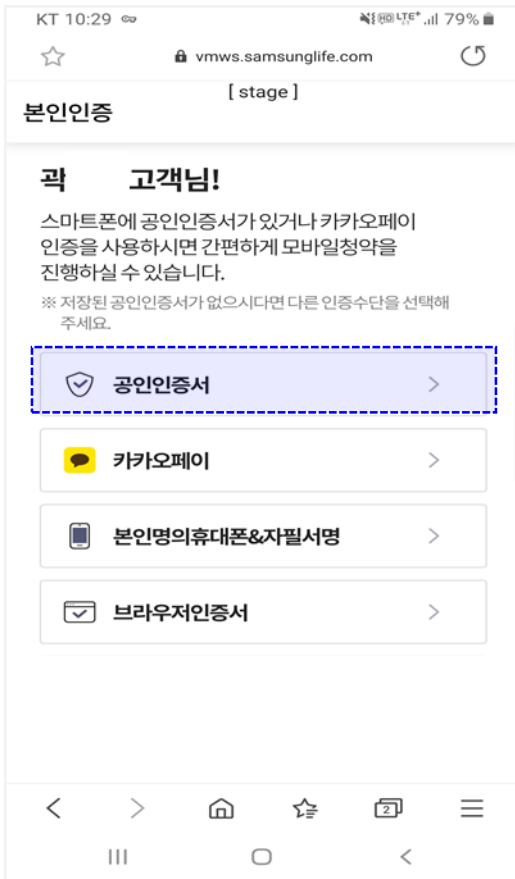 KT 10:29
LTE+ 79%
vmws.samsunglife.com
[ stage ]
본인인증
곽 고객님!
스마트폰에 공인인증서가 있거나 카카오페이
인증을 사용하시면 간편하게 모바일청약을
진행하실 수 있습니다.
※ 저장된 공인인증서가 없으시다면 다른 인증수단을 선택해
주세요.
공인인증서
카카오페이
본인명의휴대폰&자필서명
브라우저인증서
2